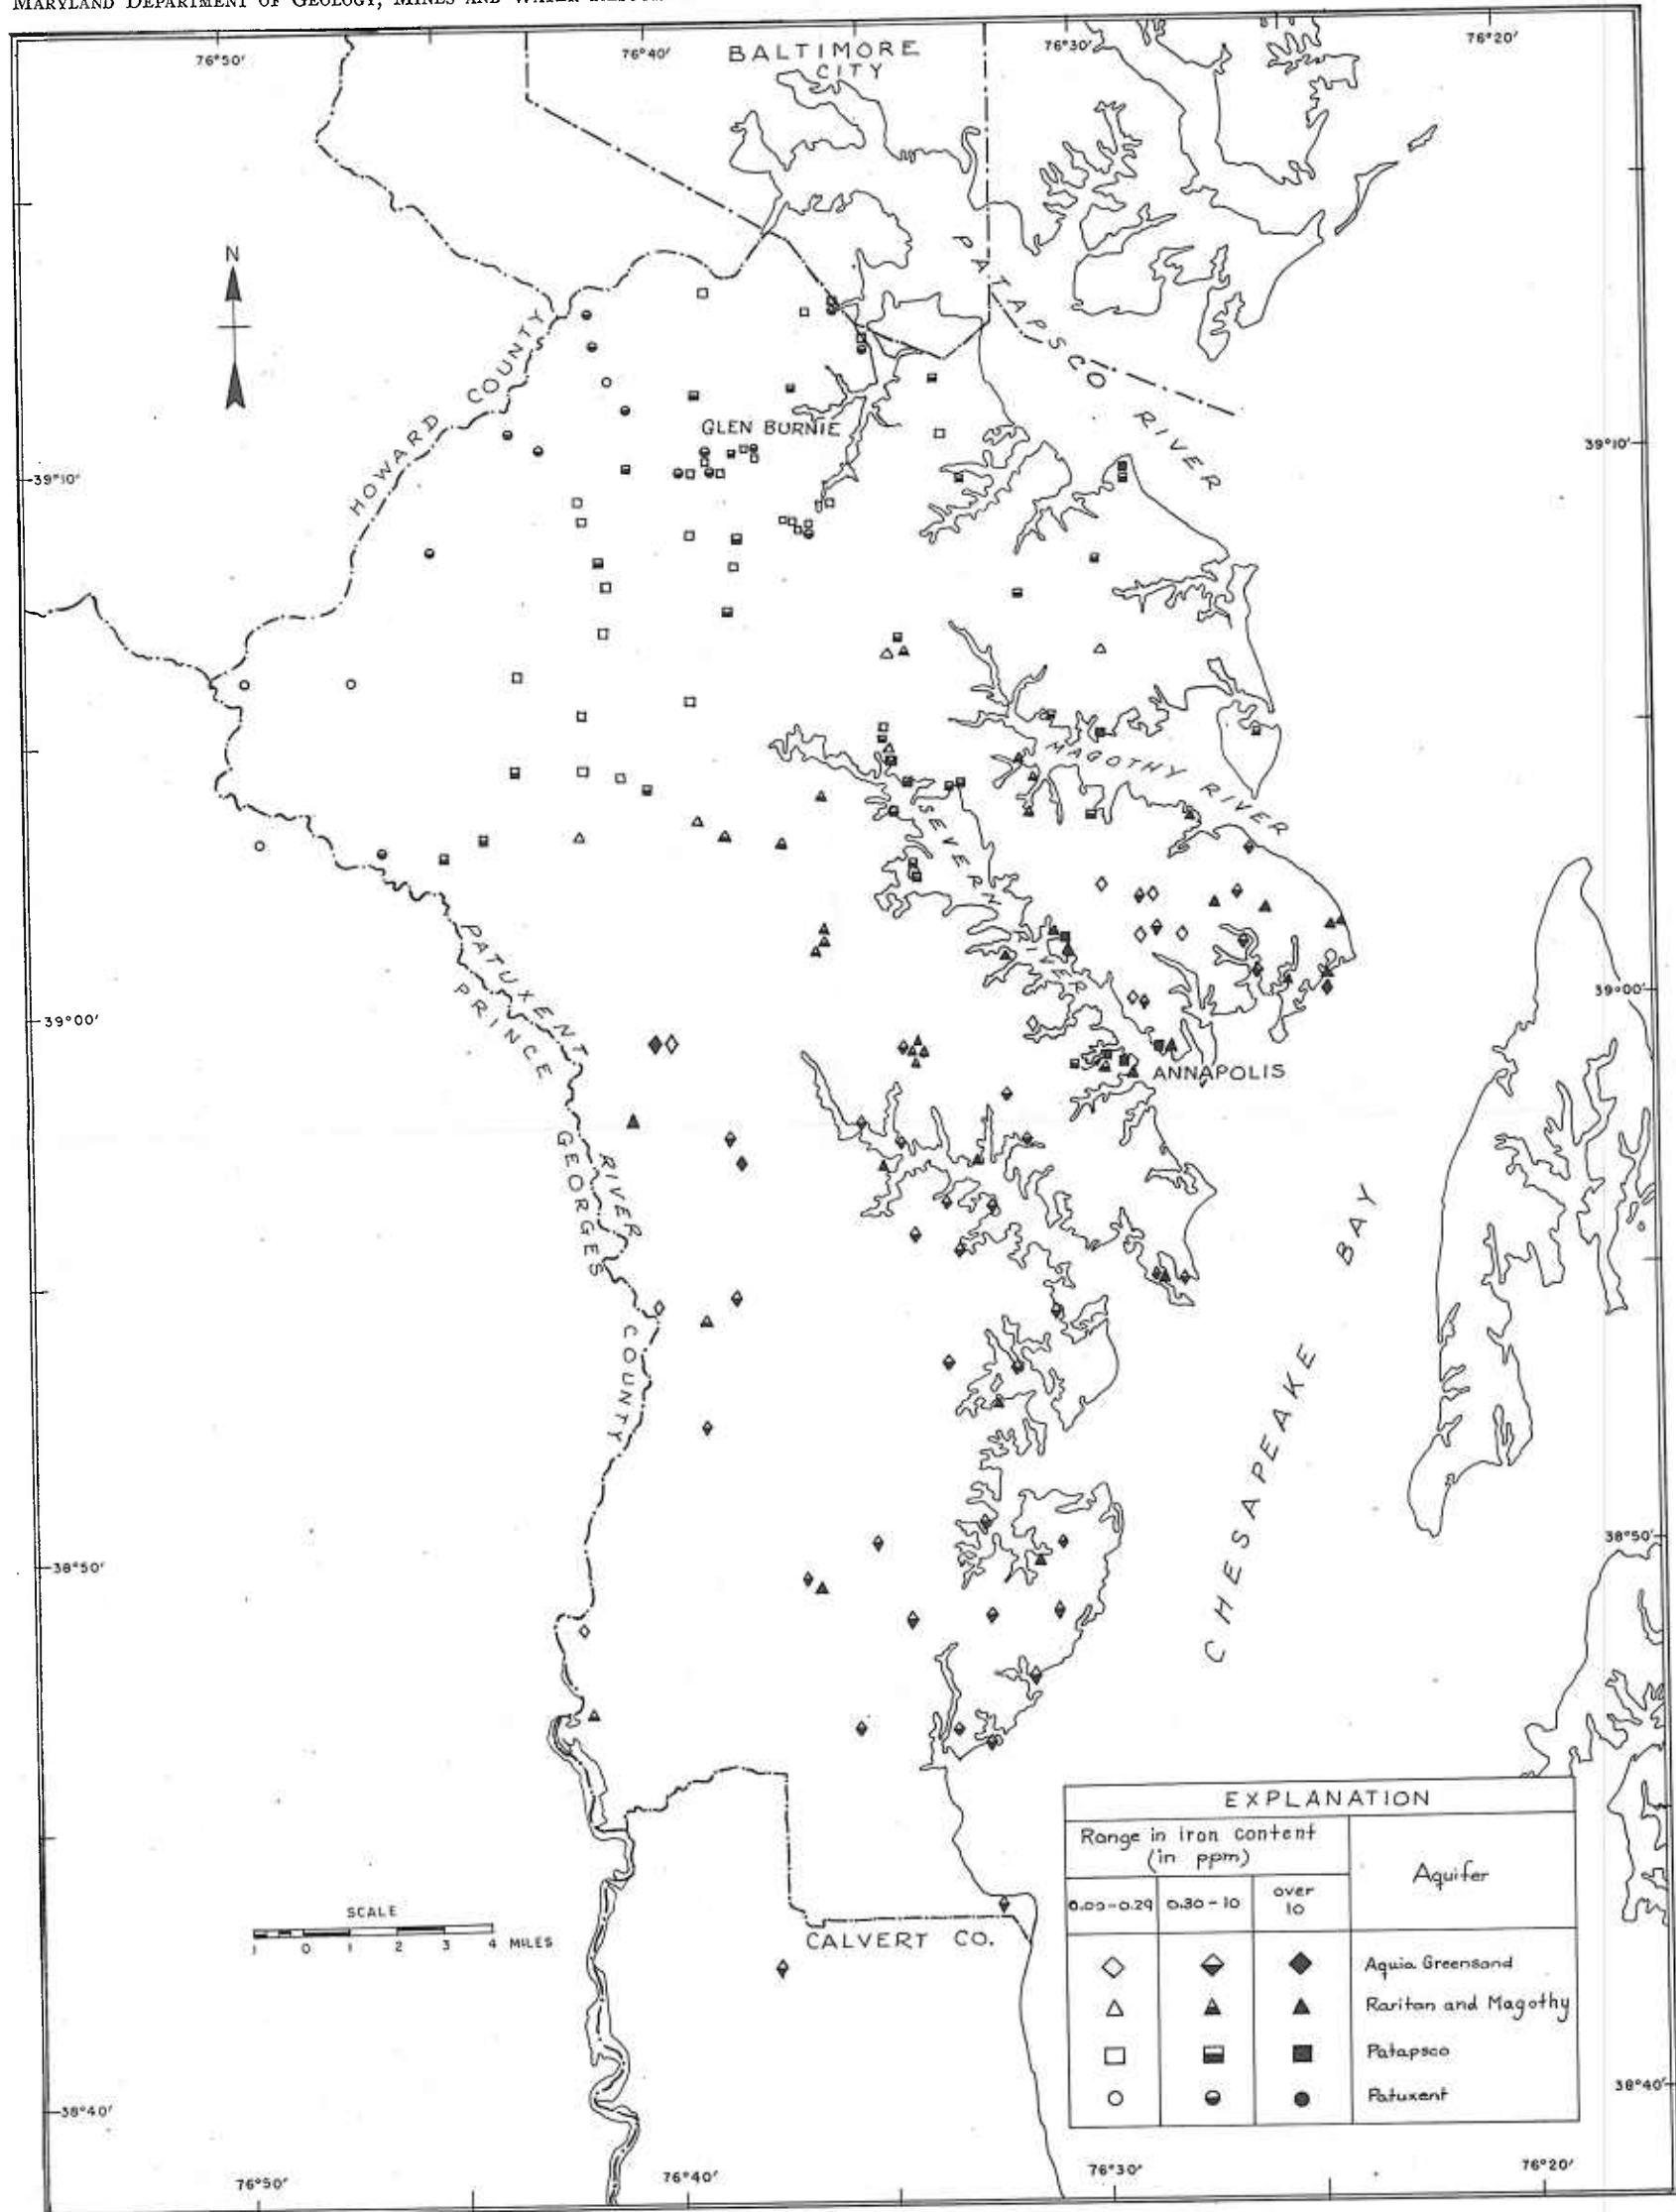 MARYLAND DEPARTMENT OF GEOLOGY, MINES AND WATER
76°50'
76°40'
BALTIMORE
CITY
76°30'
76°20'
N
PATAPSCO RIVER
HOWARD COUNTY
GLEN BURNIE
39°10'
39°10'
MAGOTHY RIVER
SEVERN
PATUXENT RIVER
PRINCE GEORGES COUNTY
39°00'
39°00'
ANNAPOLIS
CHESAPEAKE BAY
38°50'
38°50'
SCALE
1 0 1 2 3 4 MILES
CALVERT CO.
EXPLANATION
Range in iron content
(in ppm)
Aquifer
0.00-0.29 0.30-10 over
10
Aquia Greensand
Raritan and Magothy
Patapsco
Patuxent
38°40'
38°40'
76°50'
76°40'
76°30'
76°20'